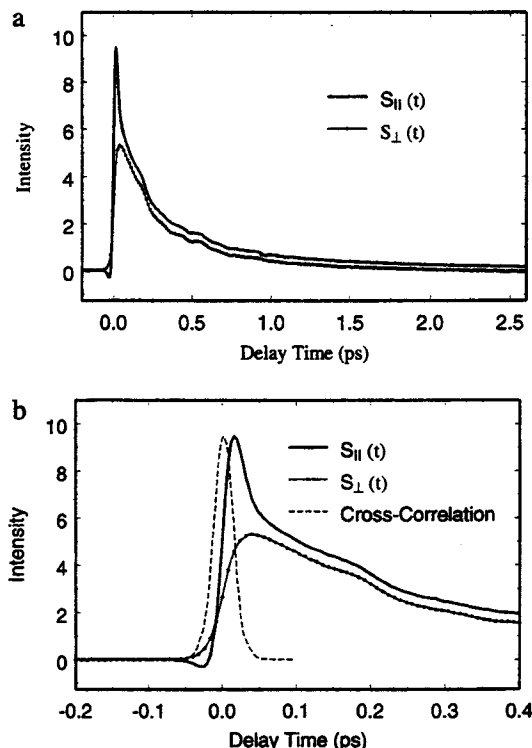 a
10
8
6
4
2
0
Intensity
S∥(t)
S⊥(t)
0.0 0.5 1.0 1.5 2.0 2.5
Delay Time (ps)
b
10
8
6
4
2
0
Intensity
S∥(t)
S⊥(t)
Cross-Correlation
-0.2 -0.1 0.0 0.1 0.2 0.3 0.4
Delay Time (ps)